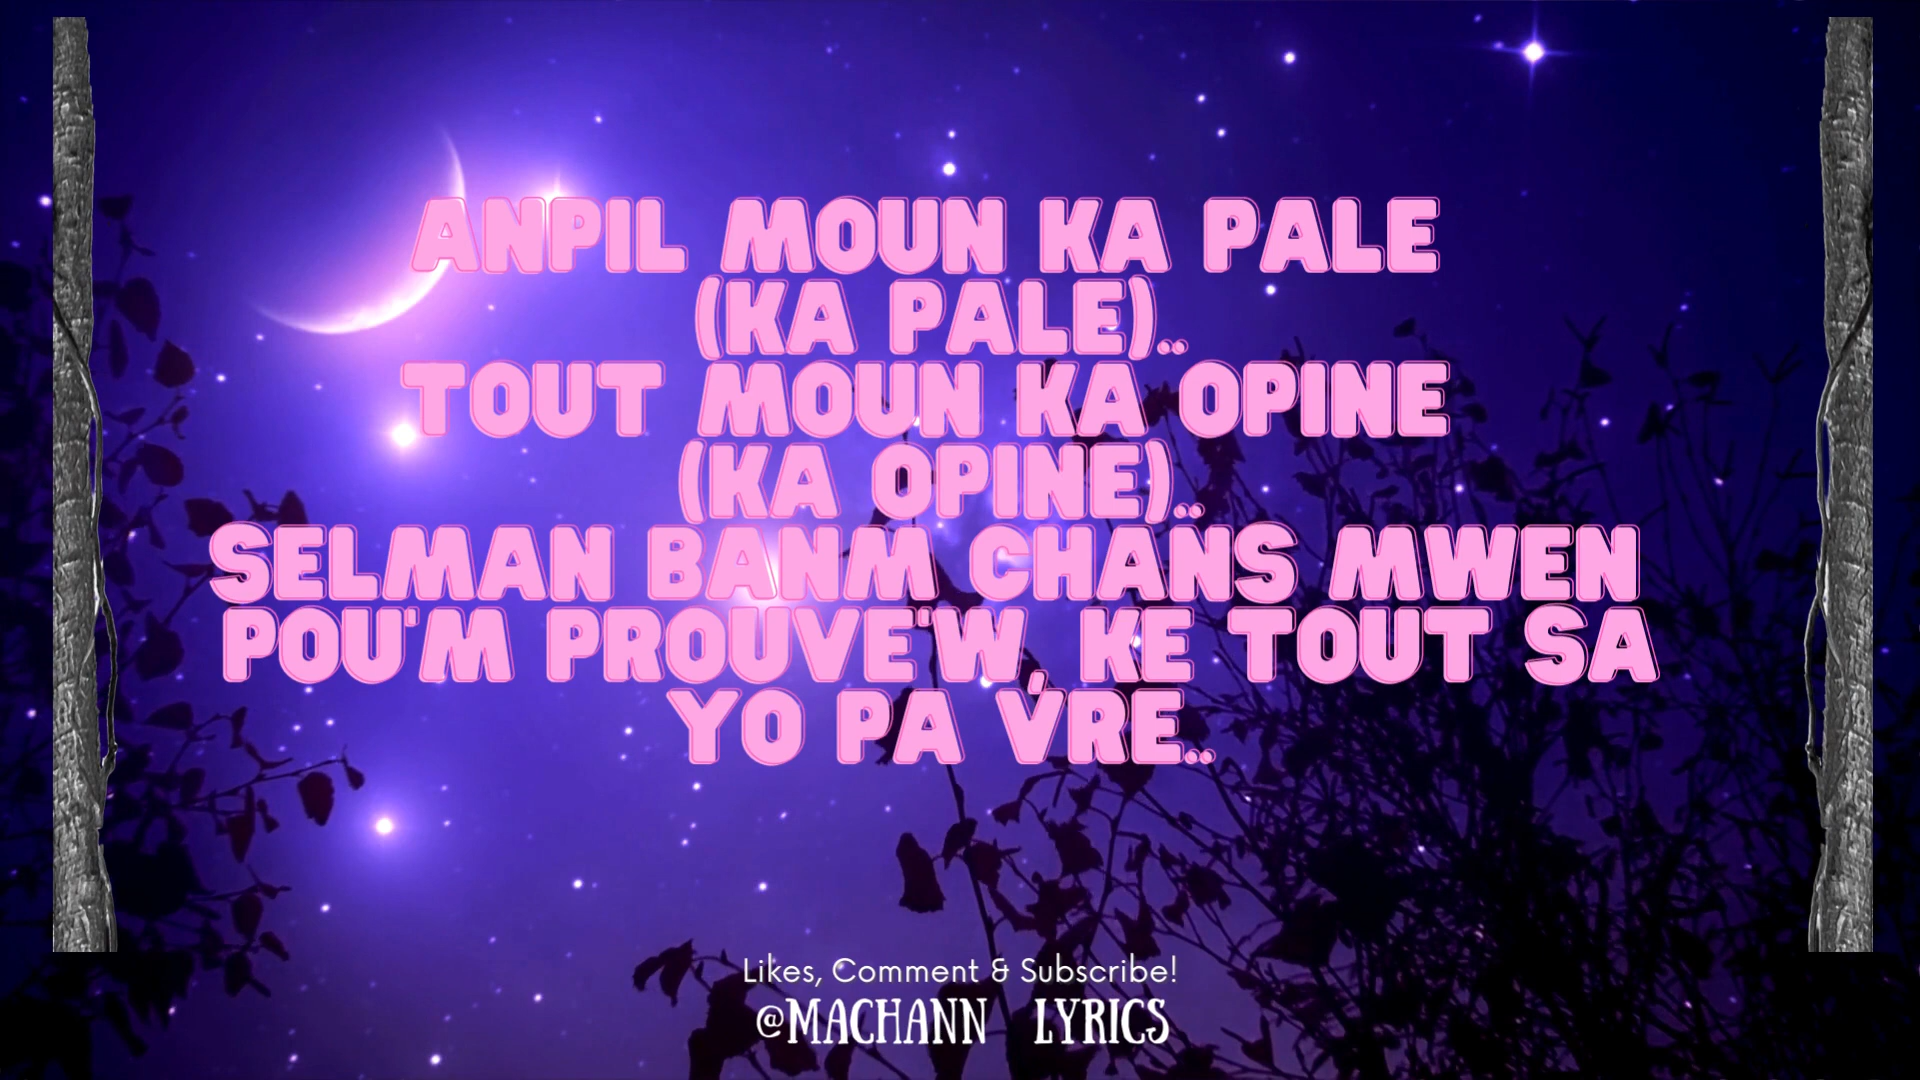 ANPIL MOUN KA PALE
(KA PALE)..
TOUT MOUN KA OPINE
(KA OPINE)..
SELMAN BANM CHANS MWEN
POU'M PROUVE'W, KE TOUT SA
YO PA VRE..
Likes, Comment & Subscribe!
@MACHANN LYRICS